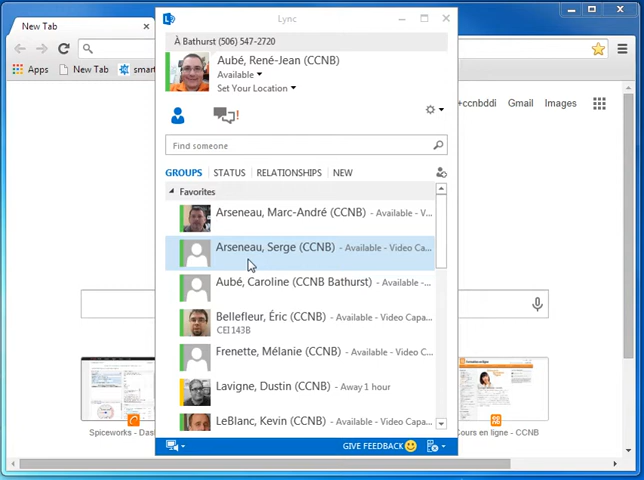 New Tab
Apps
New Tab
smart
+ccnbddi
Gmail
Images
Lync
À Bathurst (506) 547-2720
Aubé, René-Jean (CCNB)
Available
Set Your Location
Find someone
GROUPS STATUS RELATIONSHIPS NEW
Favorites
Arseneau, Marc-André (CCNB) - Available - V...
Arseneau, Serge (CCNB) - Available - Video Ca...
Aubé, Caroline (CCNB Bathurst) - Available -...
Bellefleur, Éric (CCNB) - Available - Video Capa...
CEI 143B
Frenette, Mélanie (CCNB) - Available - Video C...
Lavigne, Dustin (CCNB) - Away 1 hour
LeBlanc, Kevin (CCNB) - Available - Video Capa...
GIVE FEEDBACK
Spiceworks - Das
Cours en ligne - CCNB